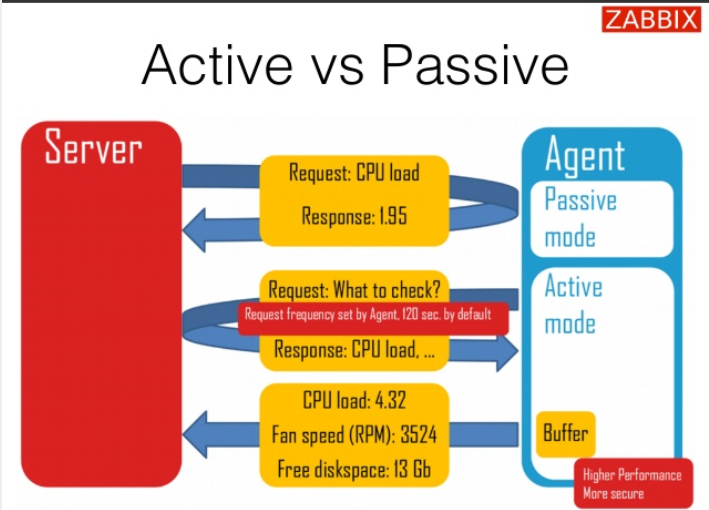 ZABBIX
Active vs Passive
Server
Request: CPU load
Response: 1.95
Agent
Passive
mode
Request: What to check?
Request frequency set by Agent, 120 sec. by default
Response: CPU load, ...
Active
mode
CPU load: 4.32
Fan speed (RPM): 3524
Free diskspace: 13 Gb
Buffer
Higher Performance
More secure